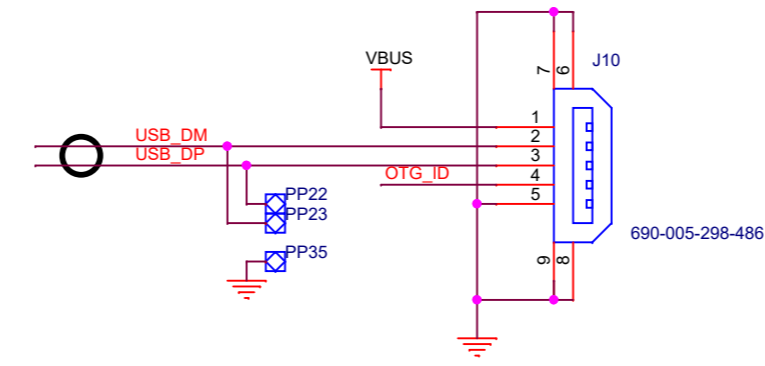 J10
7
6
VBUS
1
USB_DM
2
USB_DP
3
OTG_ID
4
5
PP22
PP23
690-005-298-486
PP35
9
8